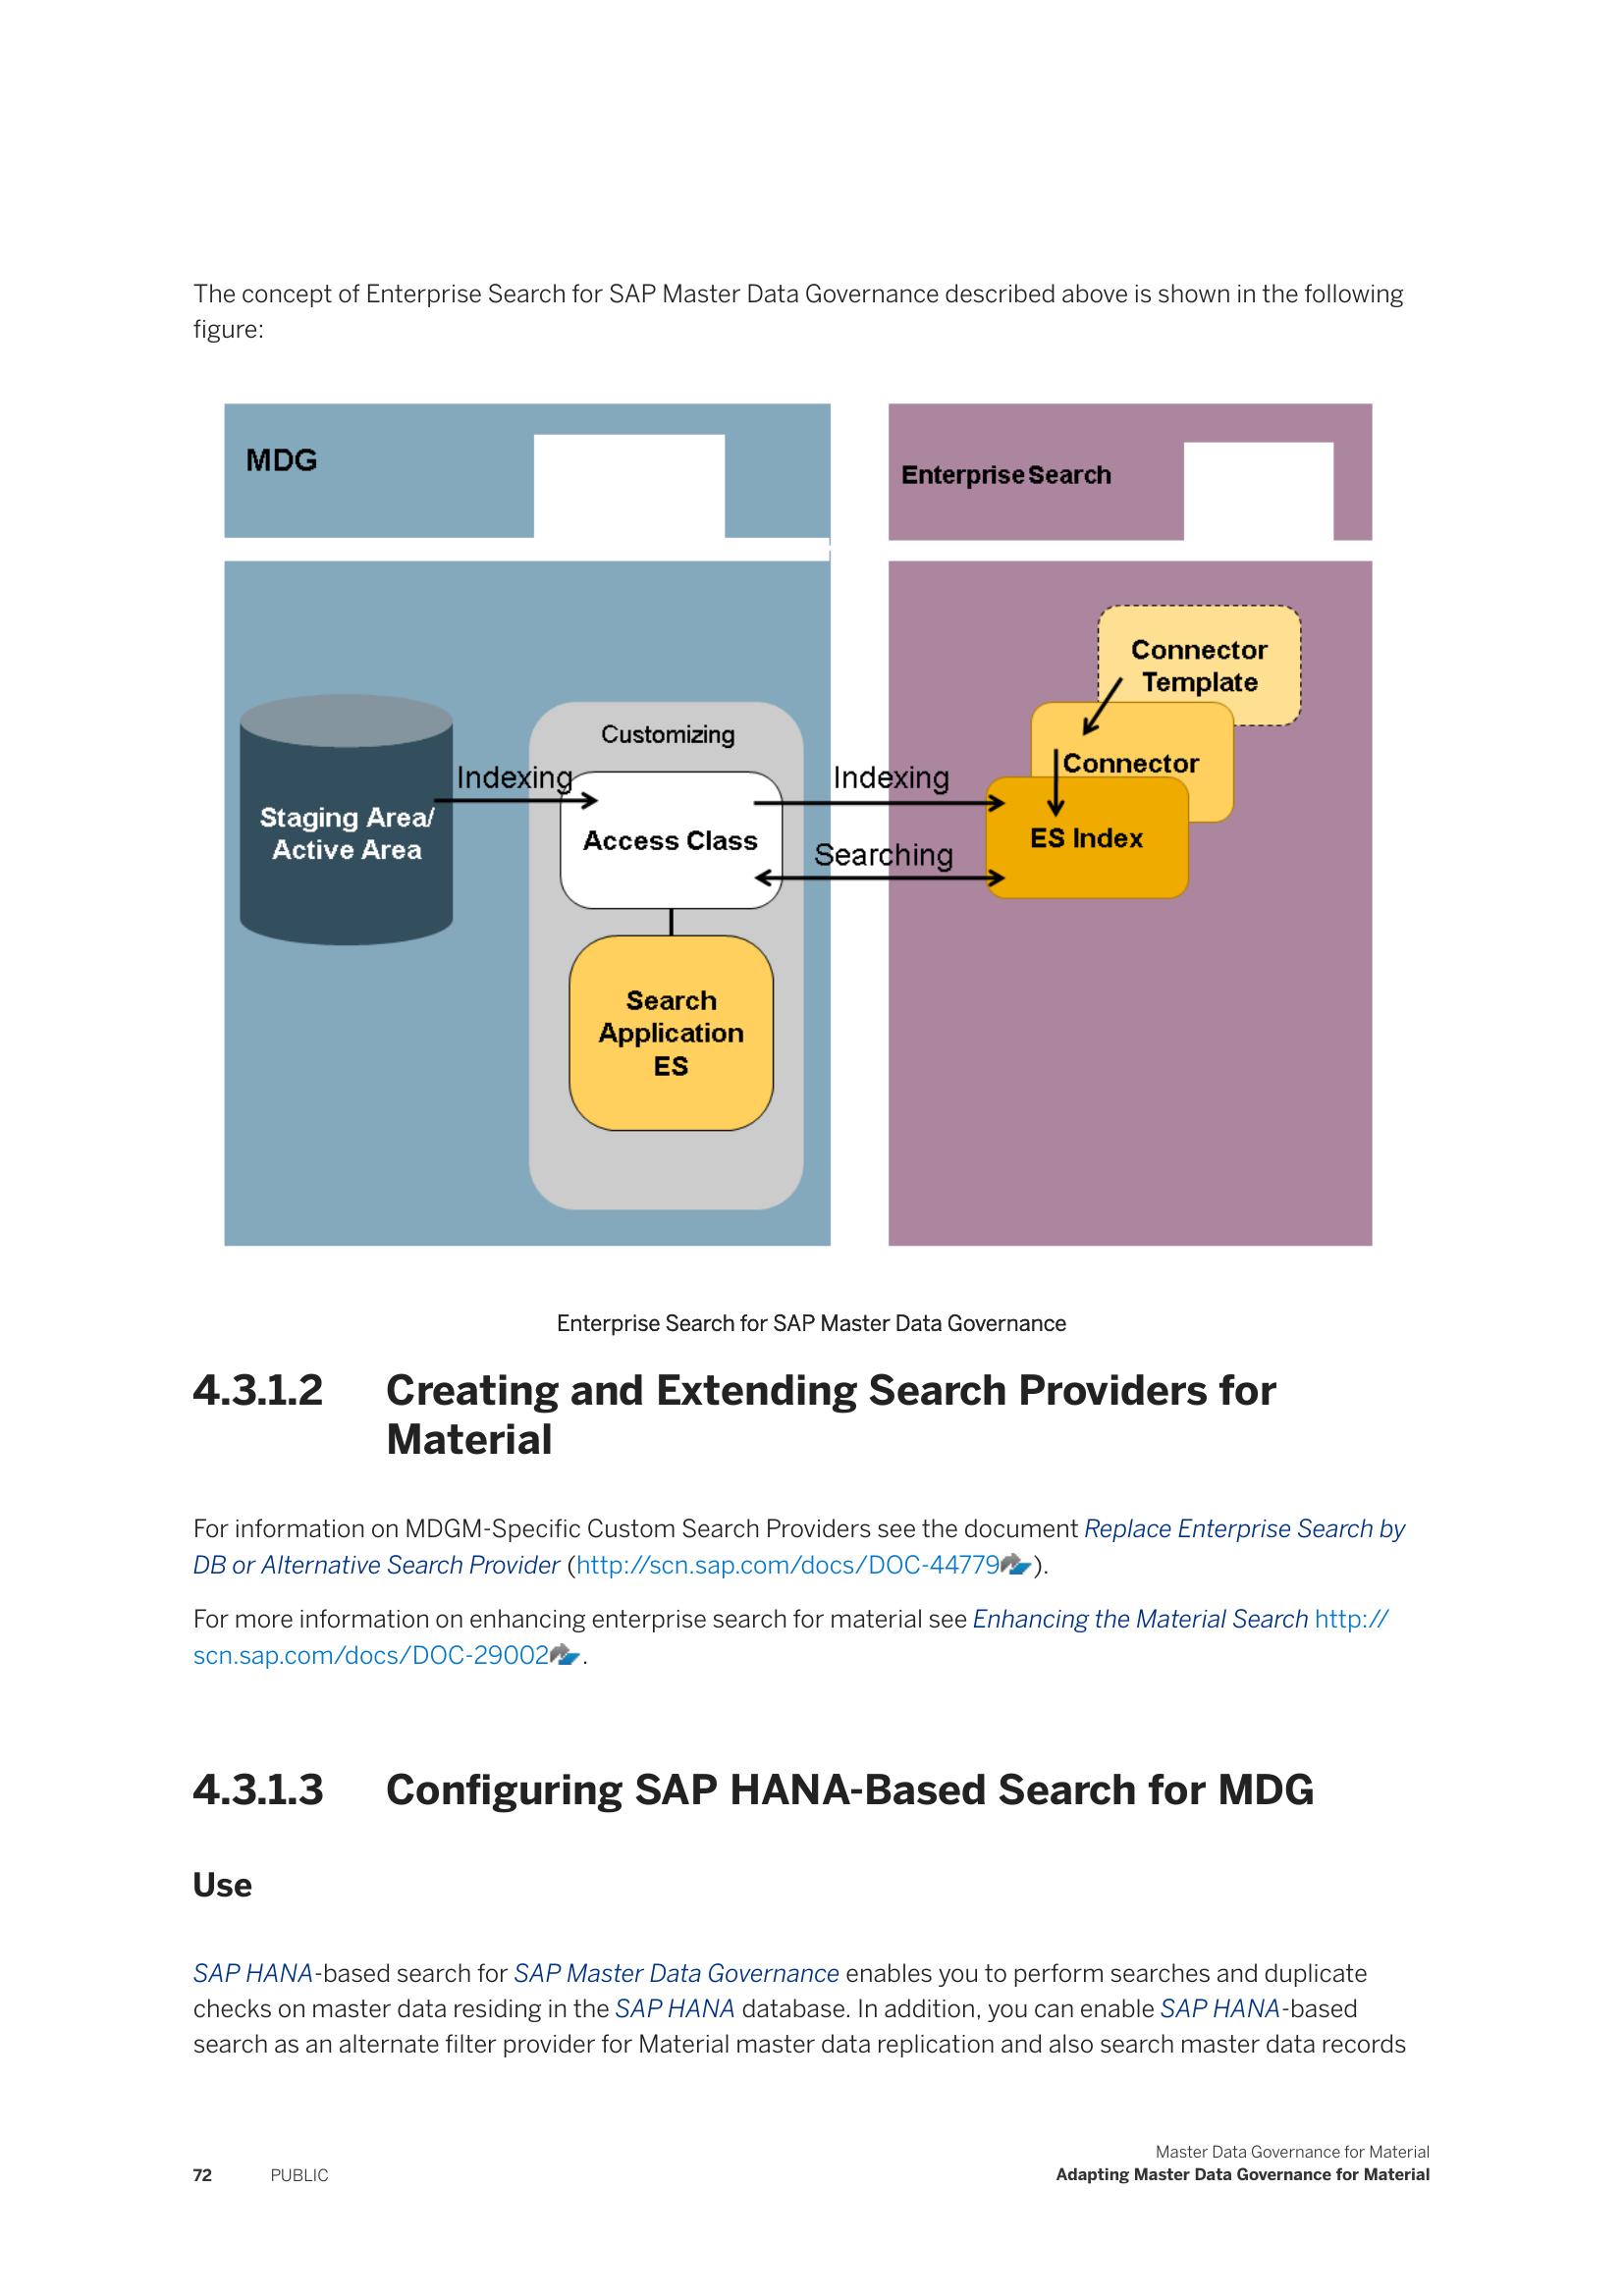 The concept of Enterprise Search for SAP Master Data Governance described above is shown in the following
figure:
MDG
Enterprise Search
Connector
Template
Customizing
Indexing
Indexing
Connector
Staging Area/
Active Area
Access Class
ES Index
Searching
Search
Application
ES
Enterprise Search for SAP Master Data Governance
4.3.1.2 Creating and Extending Search Providers for
Material
For information on MDGM-Specific Custom Search Providers see the document Replace Enterprise Search by
DB or Alternative Search Provider (http://scn.sap.com/docs/DOC-44779).
For more information on enhancing enterprise search for material see Enhancing the Material Search http://
scn.sap.com/docs/DOC-29002.
4.3.1.3 Configuring SAP HANA-Based Search for MDG
Use
SAP HANA-based search for SAP Master Data Governance enables you to perform searches and duplicate
checks on master data residing in the SAP HANA database. In addition, you can enable SAP HANA-based
search as an alternate filter provider for Material master data replication and also search master data records
Master Data Governance for Material
72 PUBLIC Adapting Master Data Governance for Material